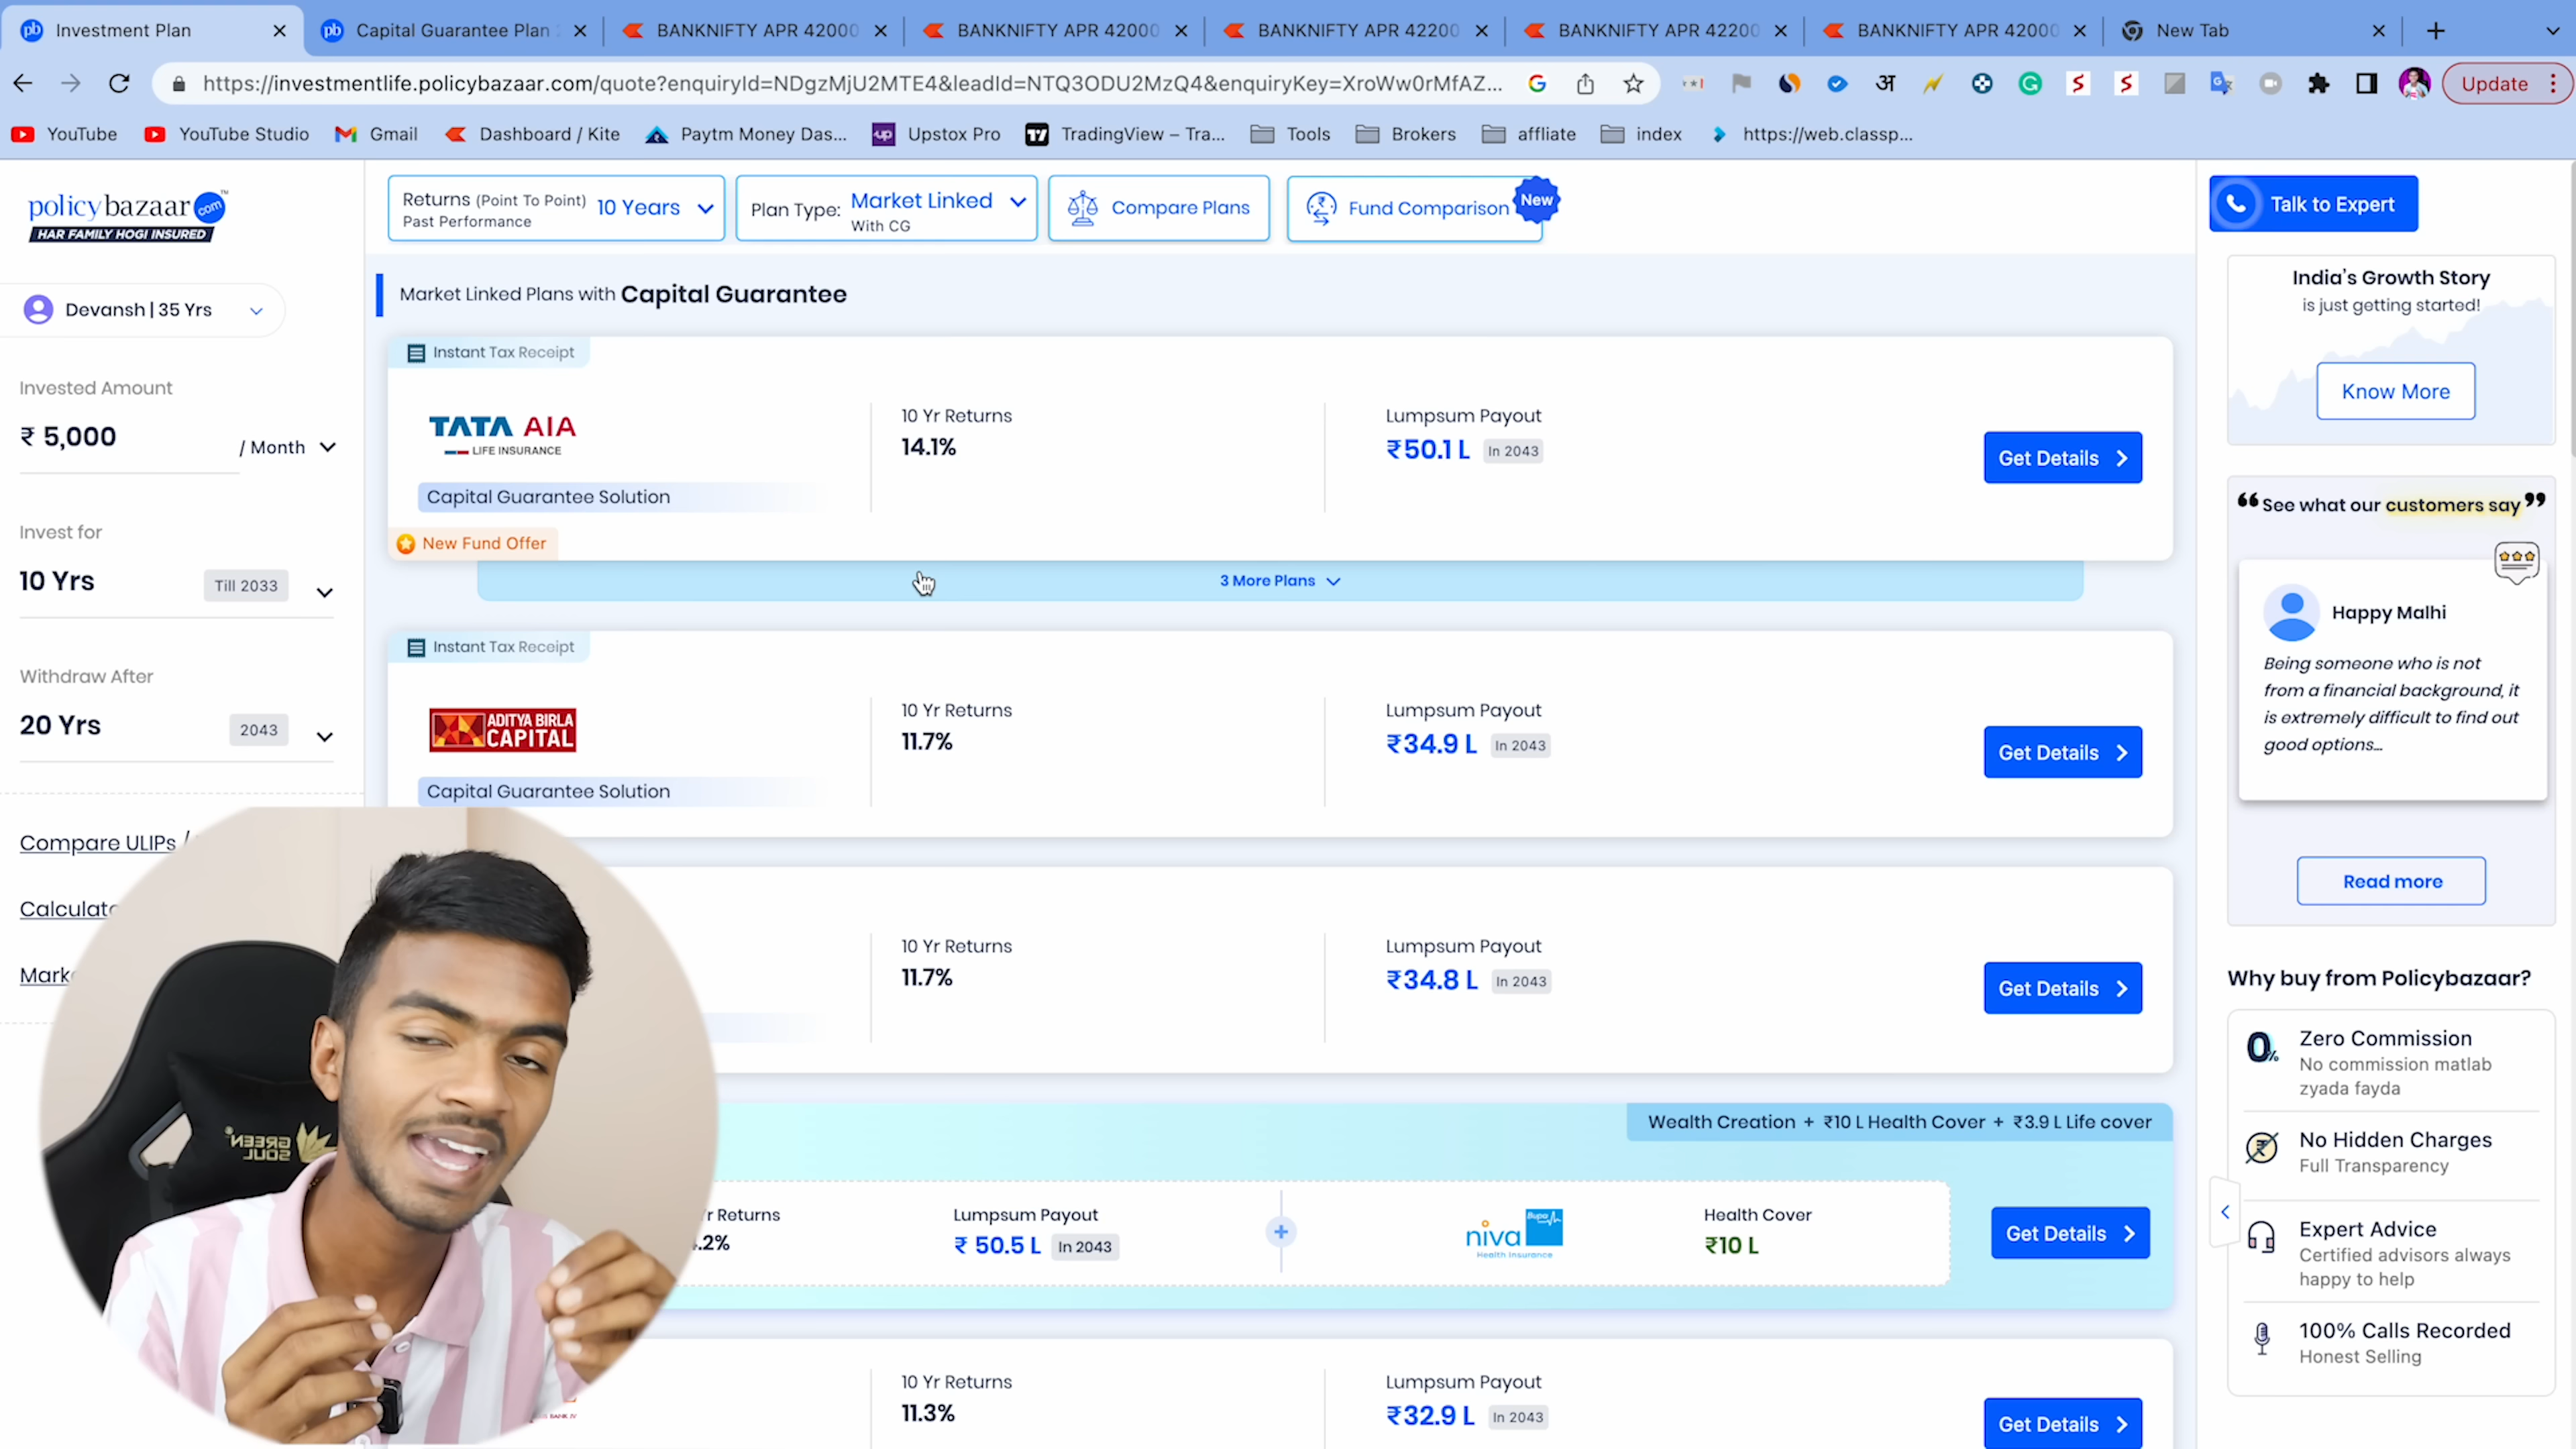 Investment Plan
Capital Guarantee Plan
BANKNIFTY APR 42000
BANKNIFTY APR 42000
BANKNIFTY APR 42200
BANKNIFTY APR 42200
BANKNIFTY APR 42000
New Tab
https://investmentlife.policybazaar.com/quote?enquiryId=NDgzMjU2MTE4&leadId=NTQ3ODU2MzQ4&enquiryKey=XroWw0rMfAZ...
अ
Update
YouTube
YouTube Studio
Gmail
Dashboard / Kite
Paytm Money Das...
up
Upstox Pro
TradingView – Tra...
Tools
Brokers
affliate
index
https://web.classp...
policybazaar.com
HAR FAMILY HOGI INSURED
Returns (Point To Point)
Past Performance
10 Years
Plan Type:
Market Linked
With CG
Compare Plans
Fund Comparison
New
Talk to Expert
Devansh | 35 Yrs
Invested Amount
₹ 5,000
/ Month
Invest for
10 Yrs
Till 2033
Withdraw After
20 Yrs
2043
Compare ULIPs /
Calculato
Mark
Market Linked Plans with Capital Guarantee
Instant Tax Receipt
TATA AIA
LIFE INSURANCE
Capital Guarantee Solution
New Fund Offer
10 Yr Returns
14.1%
Lumpsum Payout
₹50.1 L In 2043
Get Details
3 More Plans
Instant Tax Receipt
ADITYA BIRLA
CAPITAL
Capital Guarantee Solution
10 Yr Returns
11.7%
Lumpsum Payout
₹34.9 L In 2043
Get Details
10 Yr Returns
11.7%
Lumpsum Payout
₹34.8 L In 2043
Get Details
Wealth Creation + ₹10 L Health Cover + ₹3.9 L Life cover
r Returns
.2%
Lumpsum Payout
₹ 50.5 L In 2043
+
niva
Bupa
Health Insurance
Health Cover
₹10 L
Get Details
10 Yr Returns
11.3%
Lumpsum Payout
₹32.9 L In 2043
Get Details
India's Growth Story
is just getting started!
Know More
“ See what our customers say ”
Happy Malhi
Being someone who is not
from a financial background, it
is extremely difficult to find out
good options...
Read more
Why buy from Policybazaar?
0%
Zero Commission
No commission matlab
zyada fayda
No Hidden Charges
Full Transparency
Expert Advice
Certified advisors always
happy to help
100% Calls Recorded
Honest Selling
GREEN
SOUL